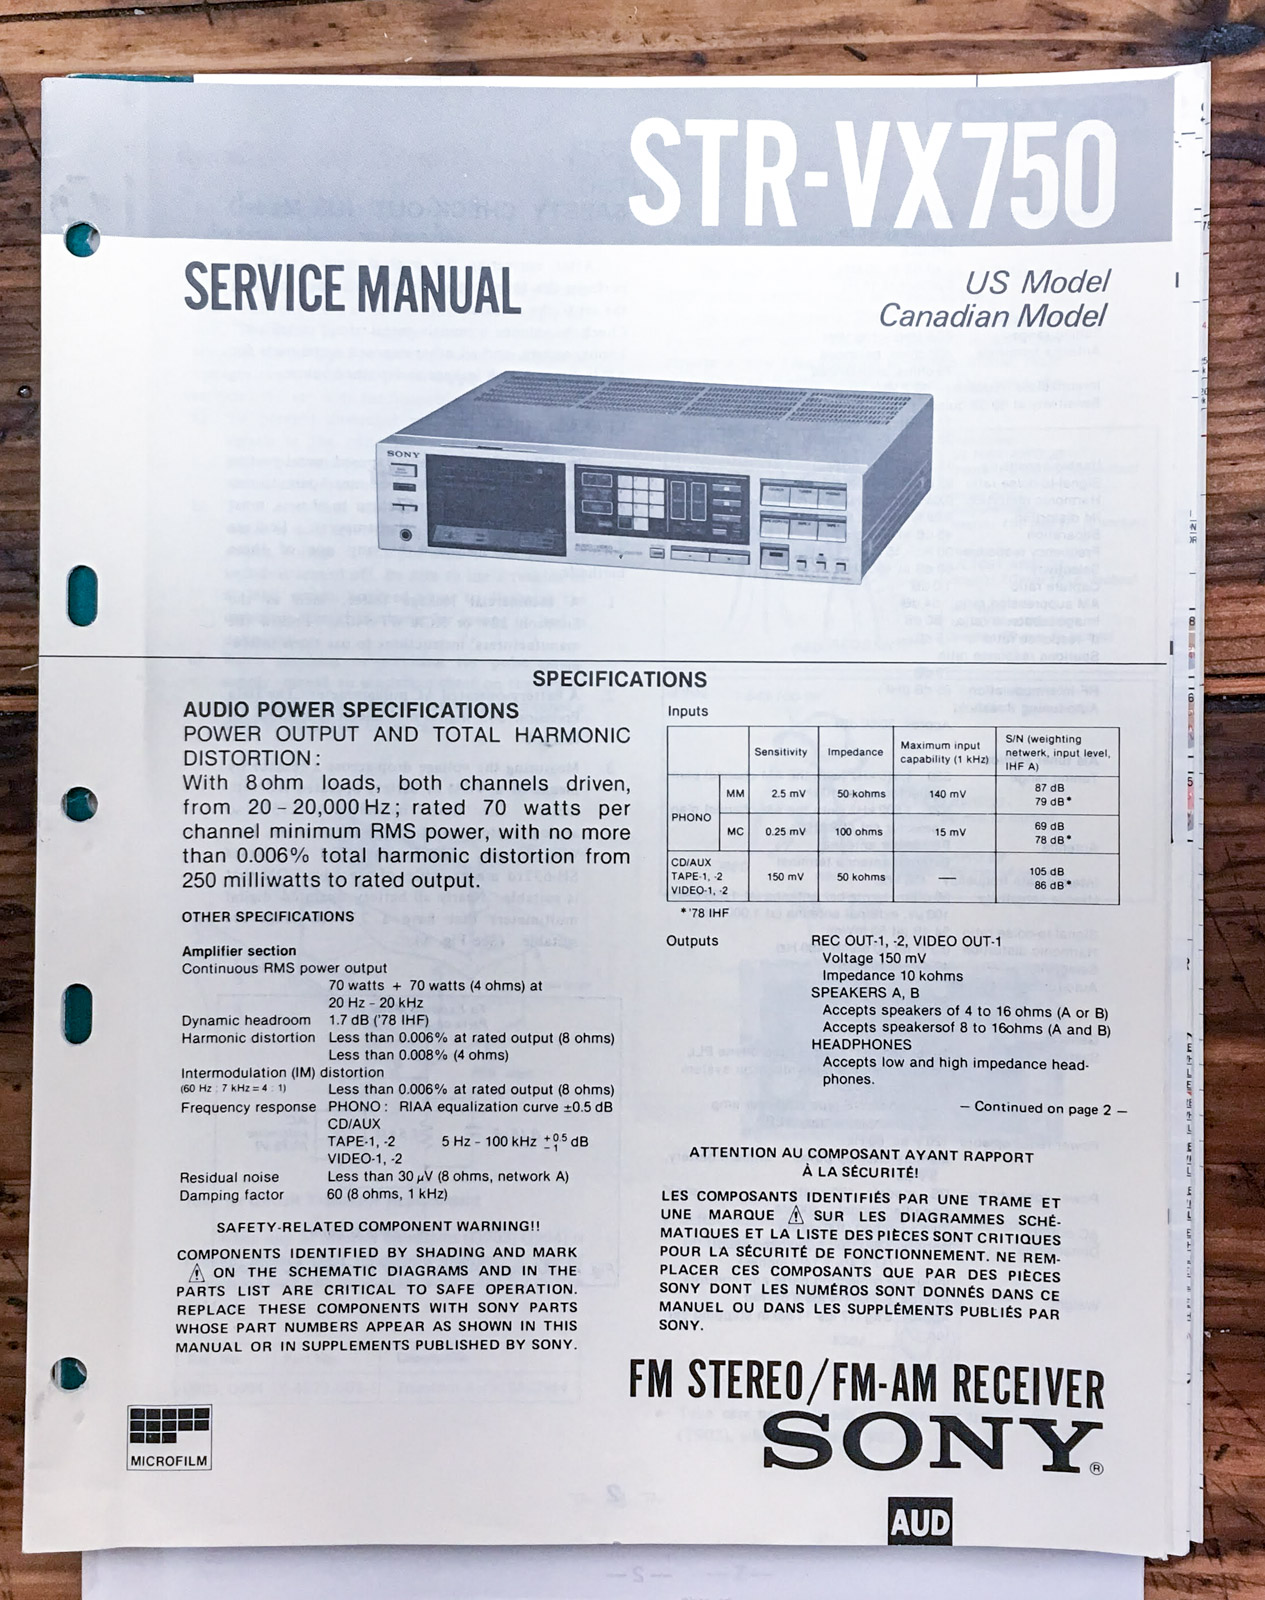 STR-VX750
SERVICE MANUAL
US Model
Canadian Model
SONY
SPECIFICATIONS
AUDIO POWER SPECIFICATIONS
POWER OUTPUT AND TOTAL HARMONIC
DISTORTION:
With 8 ohm loads, both channels driven,
from 20 – 20,000 Hz; rated 70 watts per
channel minimum RMS power, with no more
than 0.006% total harmonic distortion from
250 milliwatts to rated output.
OTHER SPECIFICATIONS
Amplifier section
Continuous RMS power output
70 watts + 70 watts (4 ohms) at
20 Hz – 20 kHz
Dynamic headroom 1.7 dB ('78 IHF)
Harmonic distortion Less than 0.006% at rated output (8 ohms)
Less than 0.008% (4 ohms)
Intermodulation (IM) distortion
(60 Hz : 7 kHz = 4 : 1) Less than 0.006% at rated output (8 ohms)
Frequency response PHONO: RIAA equalization curve ±0.5 dB
CD/AUX
TAPE-1, -2 5 Hz – 100 kHz +0.5 −1 dB
VIDEO-1, -2
Residual noise Less than 30 μV (8 ohms, network A)
Damping factor 60 (8 ohms, 1 kHz)
SAFETY-RELATED COMPONENT WARNING!!
COMPONENTS IDENTIFIED BY SHADING AND MARK
⚠ ON THE SCHEMATIC DIAGRAMS AND IN THE
PARTS LIST ARE CRITICAL TO SAFE OPERATION.
REPLACE THESE COMPONENTS WITH SONY PARTS
WHOSE PART NUMBERS APPEAR AS SHOWN IN THIS
MANUAL OR IN SUPPLEMENTS PUBLISHED BY SONY.
Inputs
Sensitivity Impedance Maximum input capability (1 kHz) S/N (weighting netwerk, input level, IHF A)
PHONO MM 2.5 mV 50 kohms 140 mV 87 dB 79 dB*
MC 0.25 mV 100 ohms 15 mV 69 dB 78 dB*
CD/AUX TAPE-1, -2 VIDEO-1, -2 150 mV 50 kohms — 105 dB 86 dB*
*'78 IHF
Outputs REC OUT-1, -2, VIDEO OUT-1
Voltage 150 mV
Impedance 10 kohms
SPEAKERS A, B
Accepts speakers of 4 to 16 ohms (A or B)
Accepts speakersof 8 to 16ohms (A and B)
HEADPHONES
Accepts low and high impedance head-
phones.
— Continued on page 2 —
ATTENTION AU COMPOSANT AYANT RAPPORT
À LA SÉCURITÉ!
LES COMPOSANTS IDENTIFIÉS PAR UNE TRAME ET
UNE MARQUE ⚠ SUR LES DIAGRAMMES SCHÉ-
MATIQUES ET LA LISTE DES PIÈCES SONT CRITIQUES
POUR LA SÉCURITÉ DE FONCTIONNEMENT. NE REM-
PLACER CES COMPOSANTS QUE PAR DES PIÈCES
SONY DONT LES NUMÉROS SONT DONNÉS DANS CE
MANUEL OU DANS LES SUPPLÉMENTS PUBLIÉS PAR
SONY.
FM STEREO/FM-AM RECEIVER
SONY®
MICROFILM
AUD